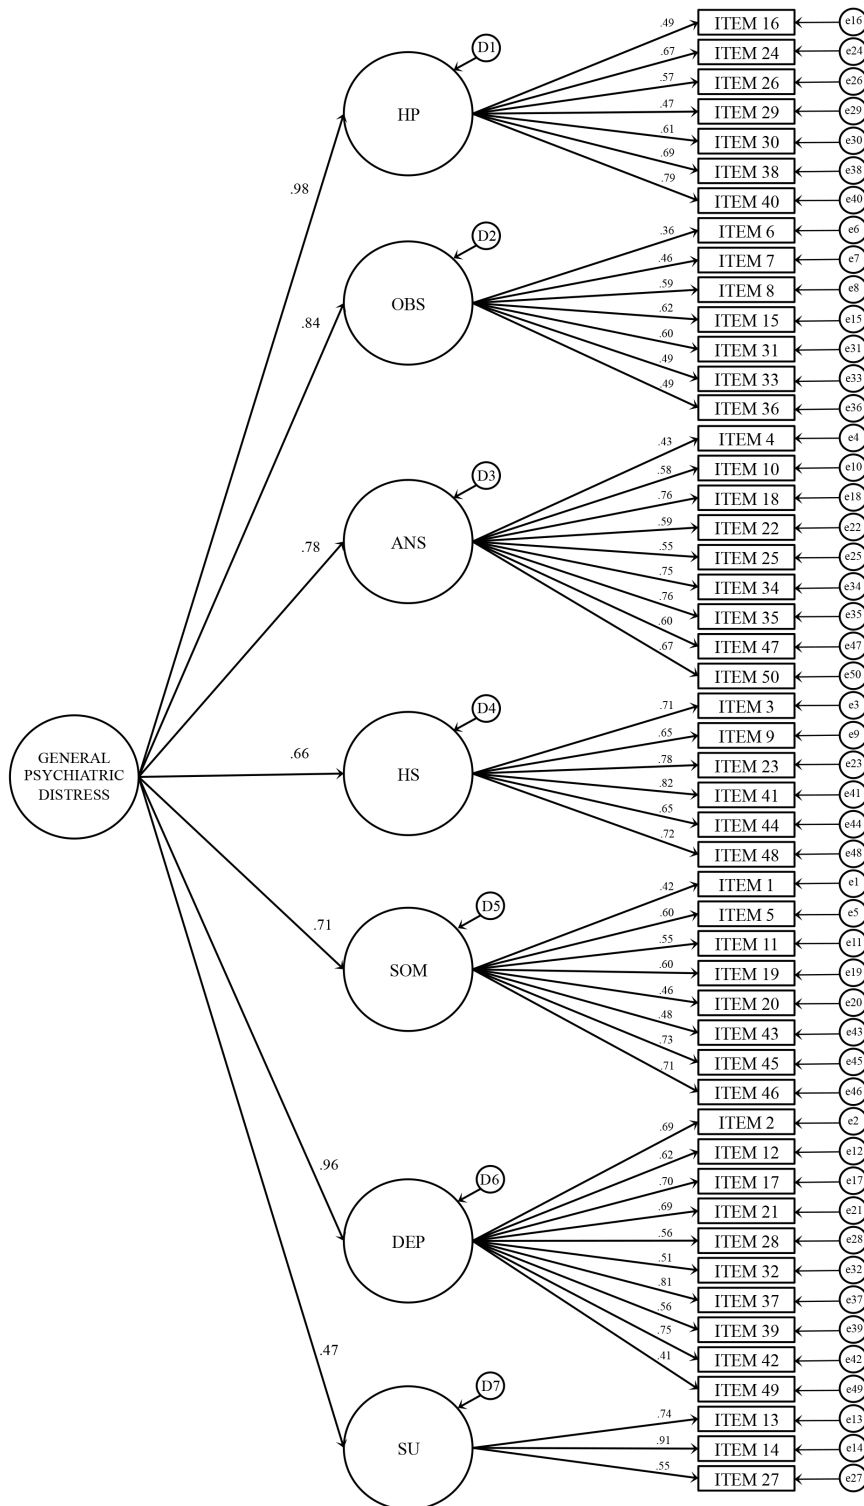 .49
ITEM 16
e16
D1
.67
ITEM 24
e24
.57
ITEM 26
e26
HP
.47
ITEM 29
e29
.61
ITEM 30
e30
.69
ITEM 38
e38
.98
.79
ITEM 40
e40
D2
.36
ITEM 6
e6
.46
ITEM 7
e7
.59
ITEM 8
e8
OBS
.84
.62
ITEM 15
e15
.60
ITEM 31
e31
.49
ITEM 33
e33
.49
ITEM 36
e36
.43
ITEM 4
e4
D3
.58
ITEM 10
e10
.76
ITEM 18
e18
.78
ANS
.59
ITEM 22
e22
.55
ITEM 25
e25
.75
ITEM 34
e34
.76
ITEM 35
e35
.60
ITEM 47
e47
.67
ITEM 50
e50
D4
.71
ITEM 3
e3
.65
ITEM 9
e9
GENERAL
PSYCHIATRIC
DISTRESS
.66
HS
.78
ITEM 23
e23
.82
ITEM 41
e41
.65
ITEM 44
e44
.72
ITEM 48
e48
D5
.42
ITEM 1
e1
.60
ITEM 5
e5
.71
.55
ITEM 11
e11
SOM
.60
ITEM 19
e19
.46
ITEM 20
e20
.48
ITEM 43
e43
.73
ITEM 45
e45
.71
ITEM 46
e46
.69
ITEM 2
e2
.96
.62
ITEM 12
e12
D6
.70
ITEM 17
e17
.69
ITEM 21
e21
DEP
.56
ITEM 28
e28
.51
ITEM 32
e32
.81
ITEM 37
e37
.56
ITEM 39
e39
.75
ITEM 42
e42
.41
ITEM 49
e49
.47
D7
.74
ITEM 13
e13
SU
.91
ITEM 14
e14
.55
ITEM 27
e27